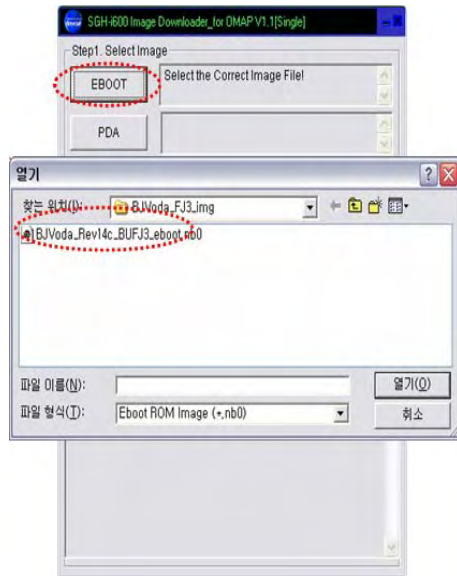 SGH-i600 Image Downloader_for OMAP V1.1[Single]
Step1. Select Image
EBOOT
Select the Correct Image File!
PDA
열기
찾는 위치(I):
BJVoda_FJ3_img
BJVoda_Rev14c_BUFJ3_eboot.nb0
파일 이름(N):
열기(O)
파일 형식(T):
Eboot ROM Image (*.nb0)
취소